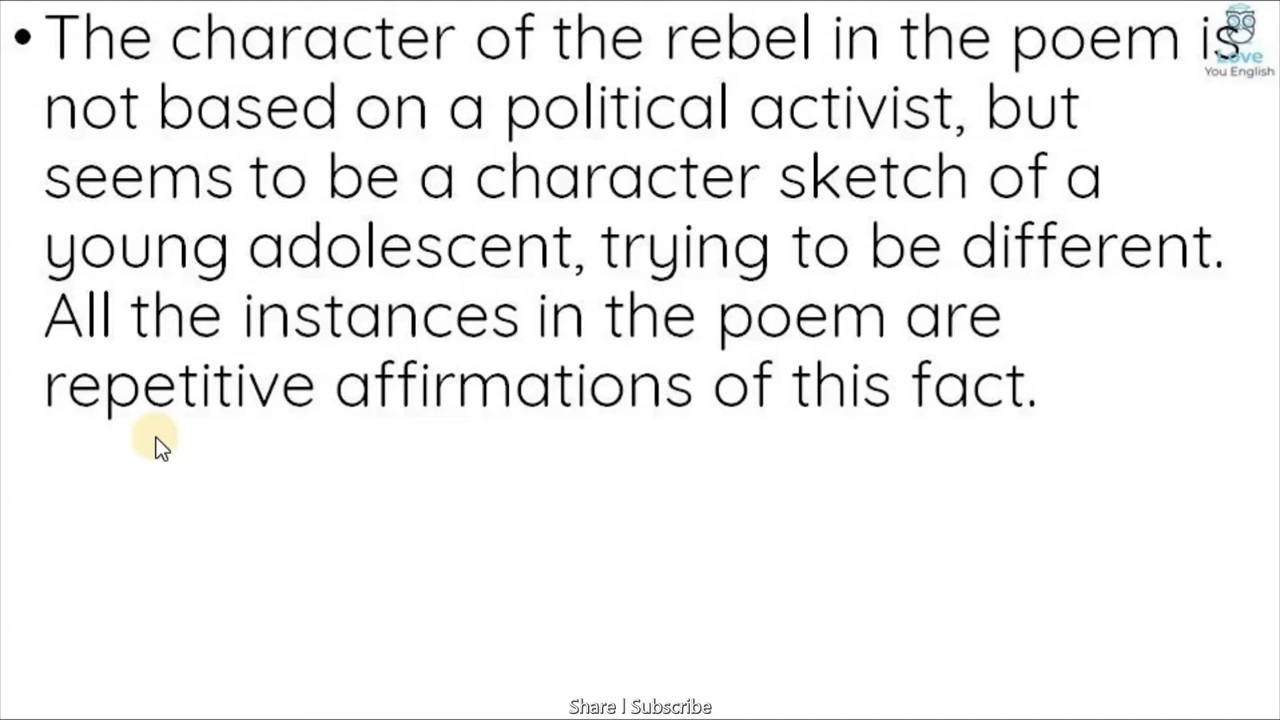 • The character of the rebel in the poem is
not based on a political activist, but
seems to be a character sketch of a
young adolescent, trying to be different.
All the instances in the poem are
repetitive affirmations of this fact.
Love
You English
Share | Subscribe